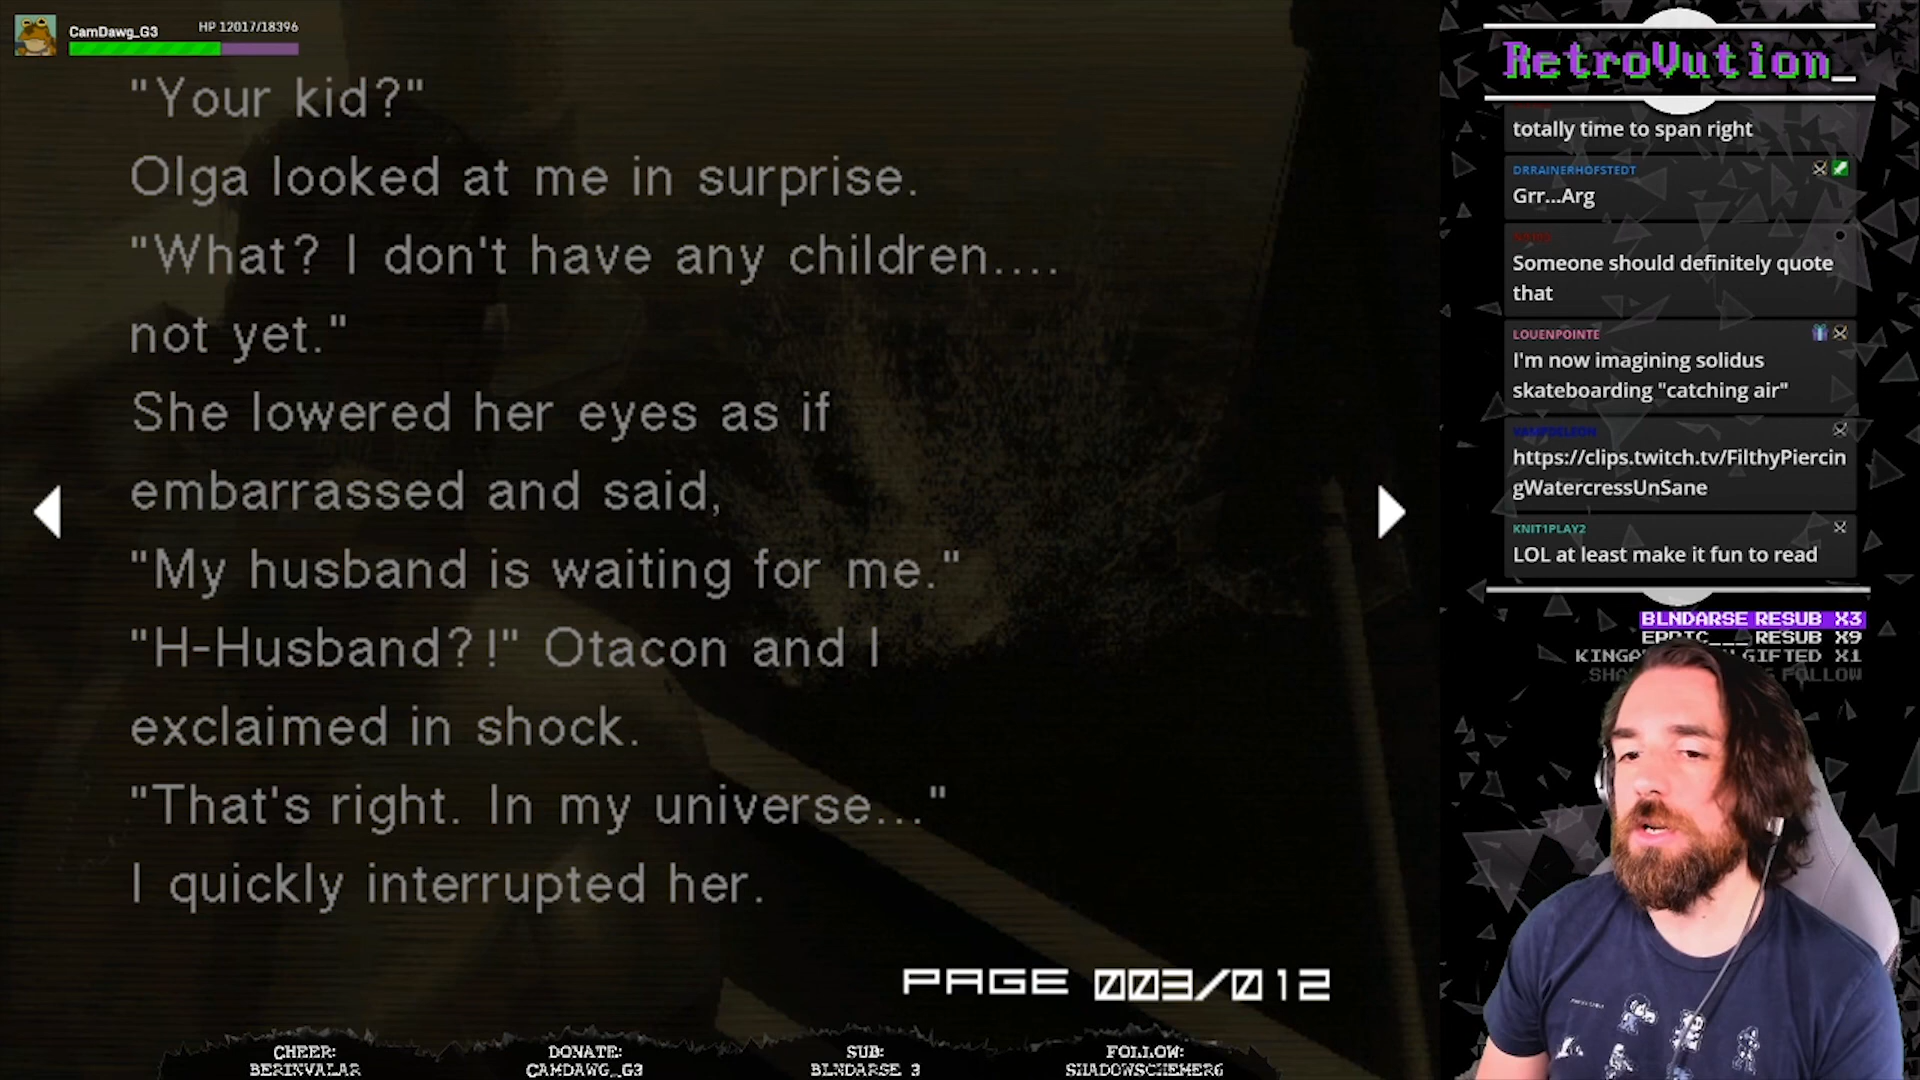 CamDawg_G3
HP 12017/18396
"Your kid?"
Olga looked at me in surprise.
"What? I don't have any children....
not yet."
She lowered her eyes as if
embarrassed and said,
"My husband is waiting for me."
"H-Husband?!" Otacon and I
exclaimed in shock.
"That's right. In my universe..."
I quickly interrupted her.
PAGE 003/012
RetroVution_
totally time to span right
DRRAINERHOFSTEDT
Grr...Arg
Someone should definitely quote
that
LOUENPOINTE
I'm now imagining solidus
skateboarding "catching air"
https://clips.twitch.tv/FilthyPiercin
gWatercressUnSane
KNIT1PLAY2
LOL at least make it fun to read
BLNDARSE RESUB X3
RESUB X9
GIFTED X1
FOLLOW
CHEER:
BERINVALAR
DONATE:
CAMDAWG_G3
SUB:
BLNDARSE 3
FOLLOW:
SHADOWSCHEMER6